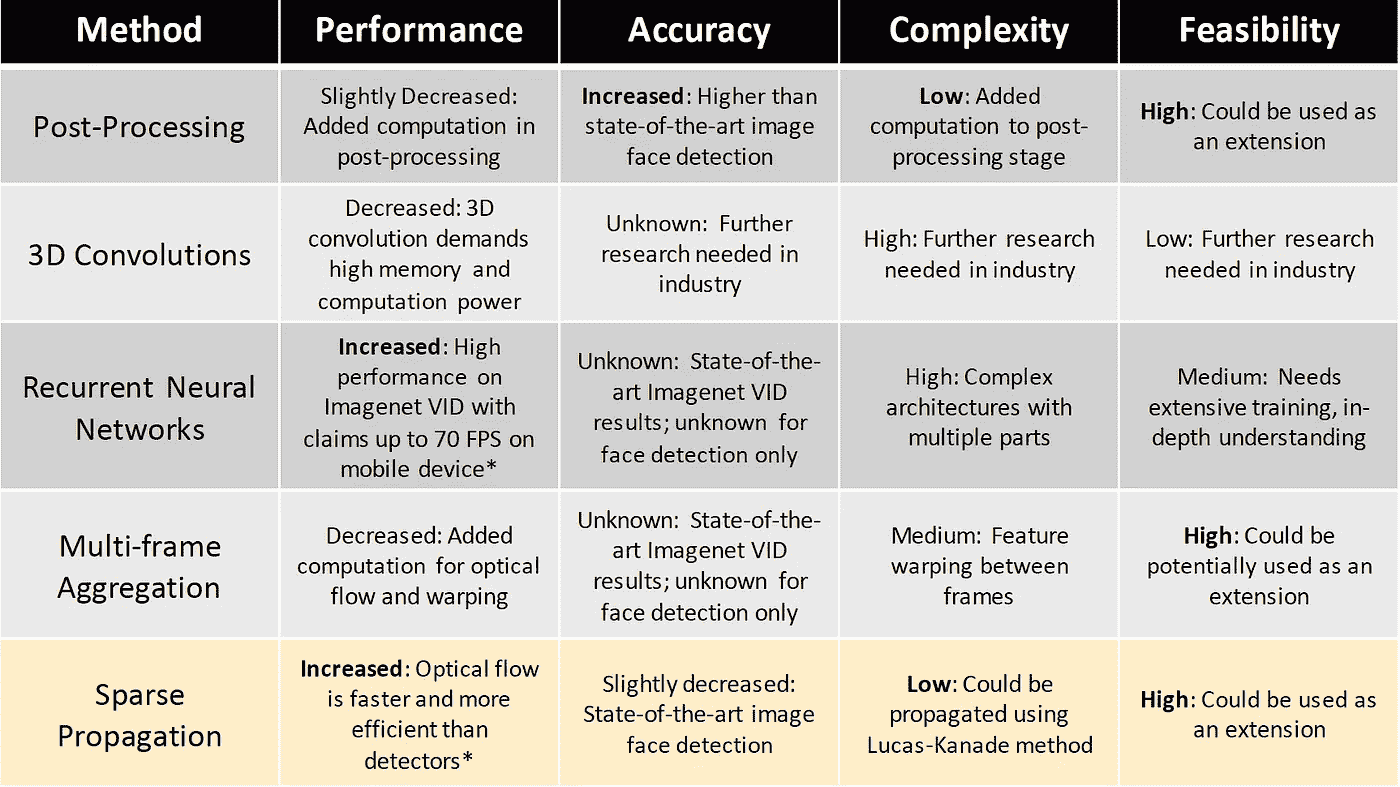 Method Performance Accuracy Complexity Feasibility
Post-Processing
Slightly Decreased:
Added computation in
post-processing
Increased: Higher than
state-of-the-art image
face detection
Low: Added
computation to post-
processing stage
High: Could be used as
an extension
3D Convolutions
Decreased: 3D
convolution demands
high memory and
computation power
Unknown: Further
research needed in
industry
High: Further research
needed in industry
Low: Further research
needed in industry
Recurrent Neural
Networks
Increased: High
performance on
Imagenet VID with
claims up to 70 FPS on
mobile device*
Unknown: State-of-the-
art Imagenet VID
results; unknown for
face detection only
High: Complex
architectures with
multiple parts
Medium: Needs
extensive training, in-
depth understanding
Multi-frame
Aggregation
Decreased: Added
computation for optical
flow and warping
Unknown: State-of-the-
art Imagenet VID
results; unknown for
face detection only
Medium: Feature
warping between
frames
High: Could be
potentially used as an
extension
Sparse
Propagation
Increased: Optical flow
is faster and more
efficient than
detectors*
Slightly decreased:
State-of-the-art image
face detection
Low: Could be
propagated using
Lucas-Kanade method
High: Could be used as
an extension